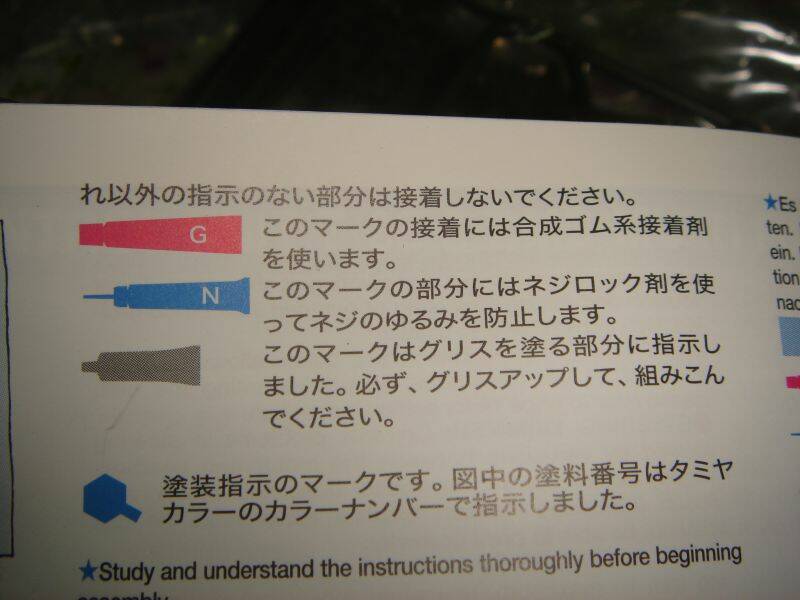 れ以外の指示のない部分は接着しないでください。
G
このマークの接着には合成ゴム系接着剤
を使います。
N
このマークの部分にはネジロック剤を使
ってネジのゆるみを防止します。
このマークはグリスを塗る部分に指示し
ました。必ず、グリスアップして、組みこん
でください。
塗装指示のマークです。図中の塗料番号はタミヤ
カラーのカラーナンバーで指示しました。
★Study and understand the instructions thoroughly before beginning
★Es
ten.
ein.
tion
nac